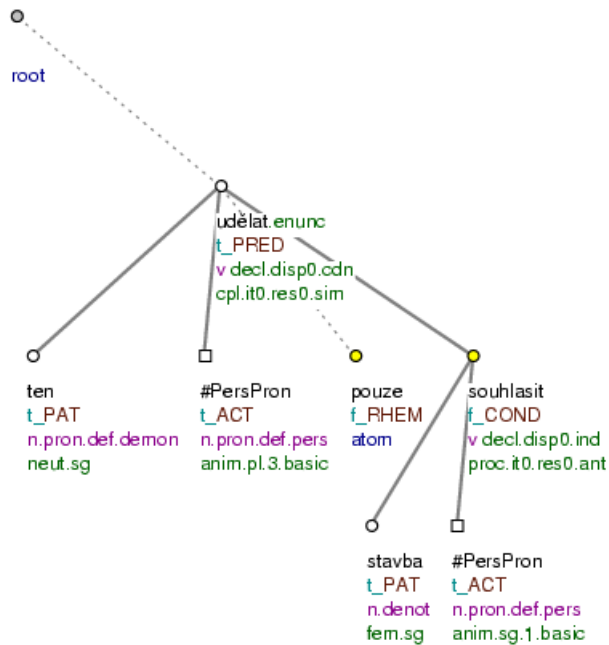 root
udělat.enunc
t_PRED
v decl.disp0.cdn
cpl.it0.res0.sim
ten
t_PAT
n.pron.def.demon
neut.sg
#PersPron
t_ACT
n.pron.def.pers
anim.pl.3.basic
pouze
f_RHEM
atom
souhlasit
f_COND
v decl.disp0.ind
proc.it0.res0.ant
stavba
t_PAT
n.denot
fem.sg
#PersPron
t_ACT
n.pron.def.pers
anim.sg.1.basic